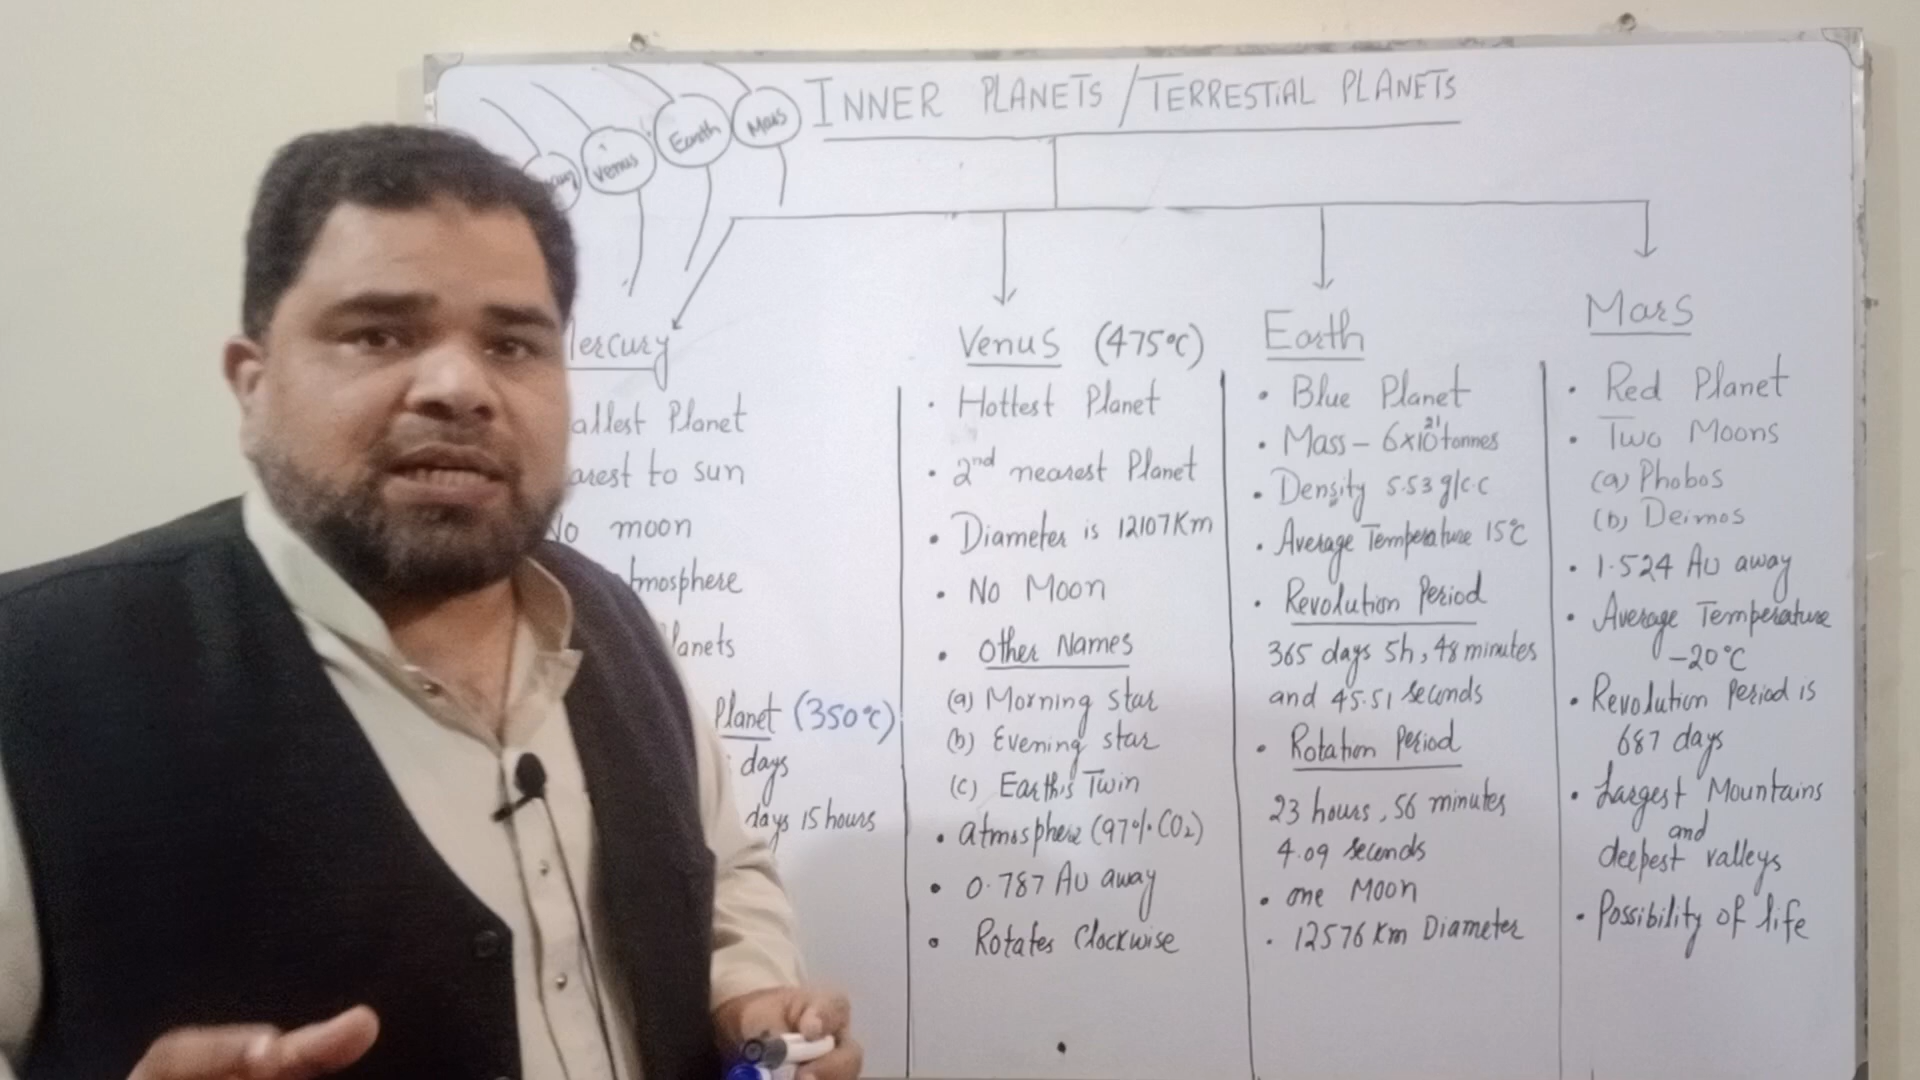 INNER PLANETS / TERRESTIAL PLANETS
Venus
Earth
Mars
Mercury
allest Planet
arest to sun
No moon
tmosphere
Planets
Planet (350°C)
days
days 15 hours
Venus (475°C)
• Hottest Planet
• 2nd nearest Planet
• Diameter is 12107 Km
• No Moon
• Other Names
(a) Morning star
(b) Evening star
(c) Earth's Twin
• Atmosphere (97% CO2)
• 0.787 AU away
• Rotates Clockwise
Earth
• Blue Planet
• Mass – 6x10^21 tonnes
• Density 5.53 g/c.c
• Average Temperature 15°C
• Revolution Period
365 days 5h, 48 minutes
and 45.51 seconds
• Rotation Period
23 hours, 56 minutes
4.09 seconds
• one Moon
• 12576 Km Diameter
Mars
• Red Planet
• Two Moons
(a) Phobos
(b) Deimos
• 1.524 AU away
• Average Temperature
-20°C
• Revolution Period is
687 days
• Largest Mountains
and
deepest valleys
• Possibility of life